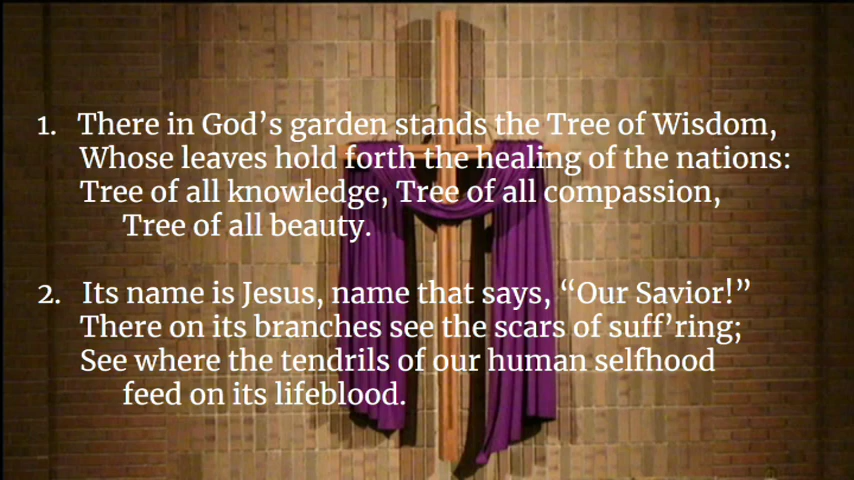 1. There in God’s garden stands the Tree of Wisdom,
Whose leaves hold forth the healing of the nations:
Tree of all knowledge, Tree of all compassion,
Tree of all beauty.
2. Its name is Jesus, name that says, “Our Savior!”
There on its branches see the scars of suff’ring;
See where the tendrils of our human selfhood
feed on its lifeblood.